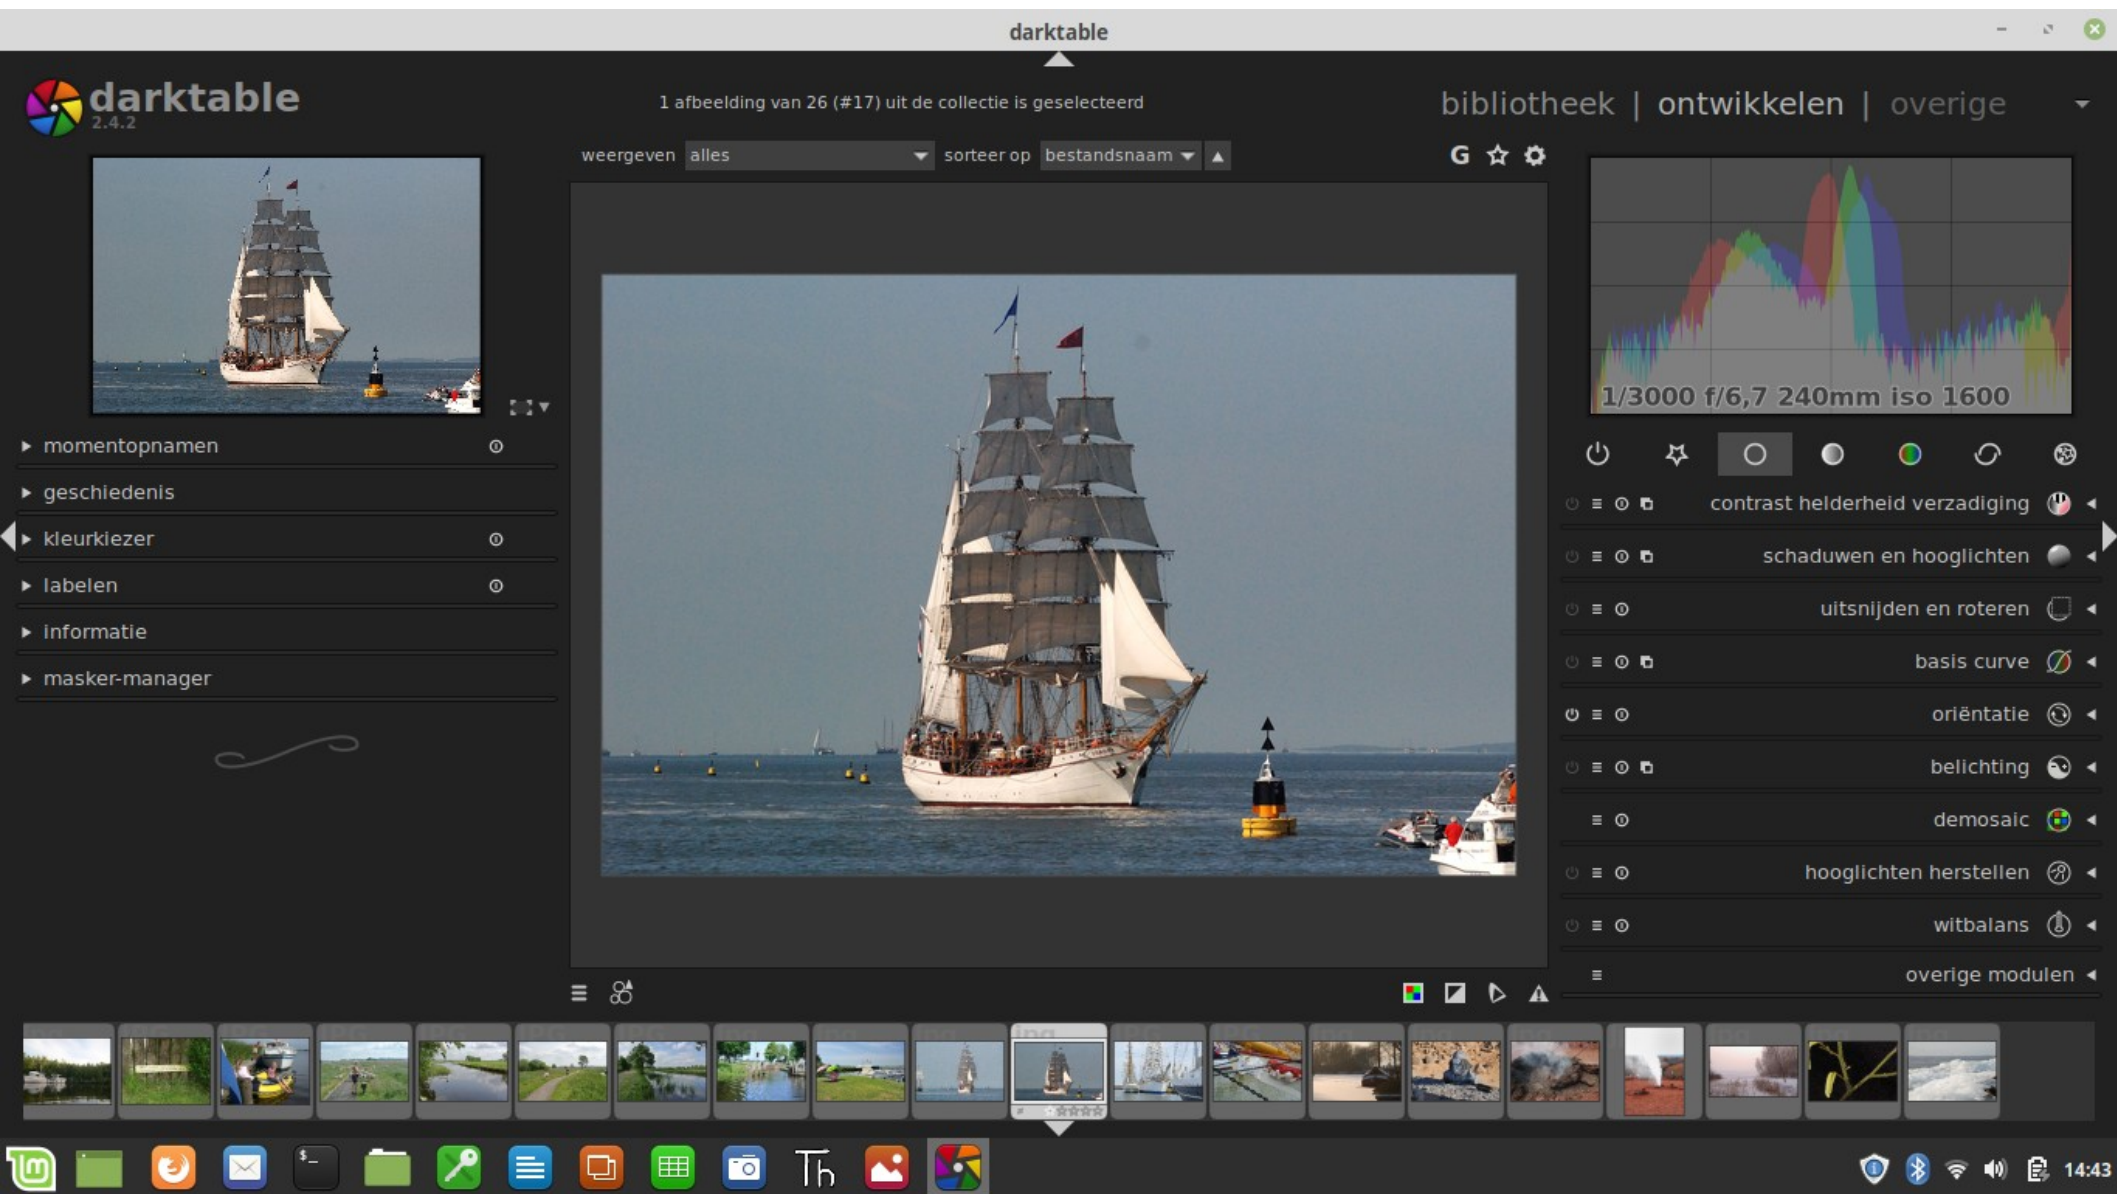 darktable
darktable
2.4.2
1 afbeelding van 26 (#17) uit de collectie is geselecteerd
bibliotheek | ontwikkelen | overige
weergeven alles sorteer op bestandsnaam
G
1/3000 f/6,7 240mm iso 1600
momentopnamen
geschiedenis
kleurkiezer
labelen
informatie
masker-manager
contrast helderheid verzadiging
schaduwen en hooglichten
uitsnijden en roteren
basis curve
oriëntatie
belichting
demosaic
hooglichten herstellen
witbalans
overige modulen
$_
Th
14:43